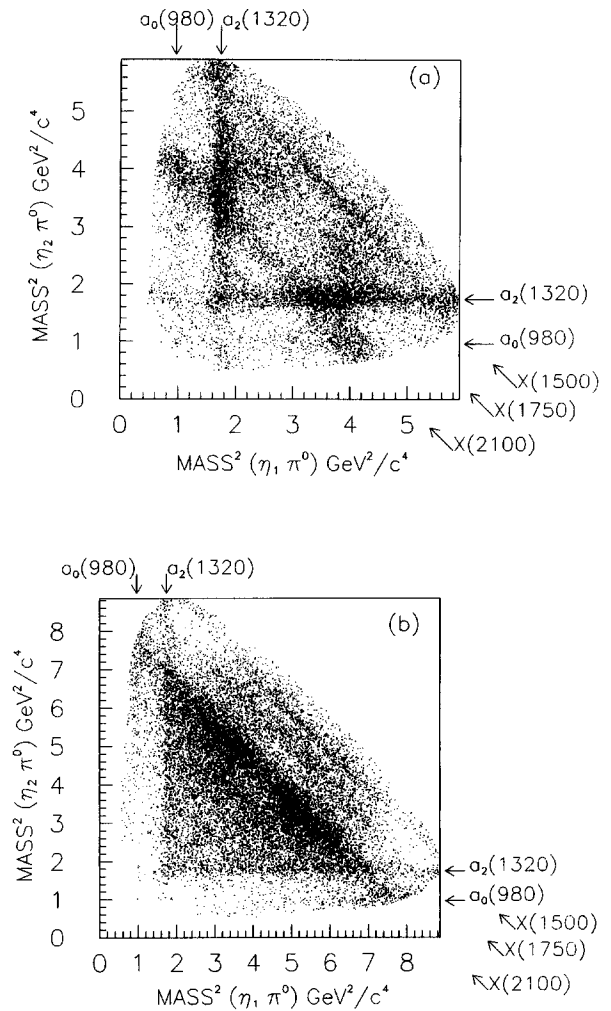 a₀(980) a₂(1320)
(a)
5
4
3
2
1
0
MASS² (η₂ π⁰) GeV²/c⁴
a₂(1320)
a₀(980)
X(1500)
X(1750)
X(2100)
0 1 2 3 4 5
MASS² (η₁ π⁰) GeV²/c⁴
a₀(980) a₂(1320)
(b)
8
7
6
5
4
3
2
1
0
MASS² (η₂ π⁰) GeV²/c⁴
a₂(1320)
a₀(980)
X(1500)
X(1750)
X(2100)
0 1 2 3 4 5 6 7 8
MASS² (η₁ π⁰) GeV²/c⁴